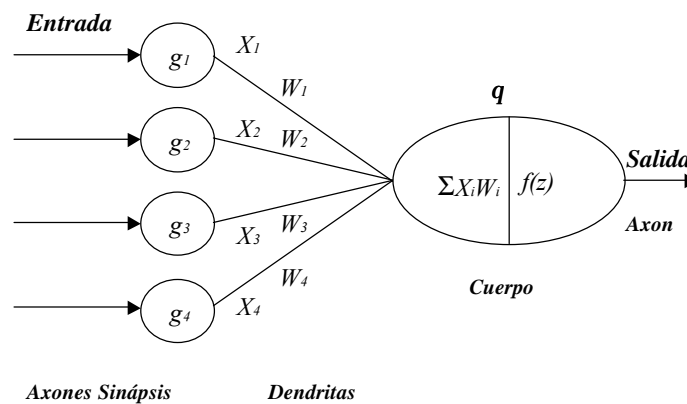 Entrada
g1
X1
W1
g2
X2
W2
g3
X3
W3
g4
X4
W4
q
ΣXiWi
f(z)
Salida
Axon
Cuerpo
Axones Sinápsis
Dendritas